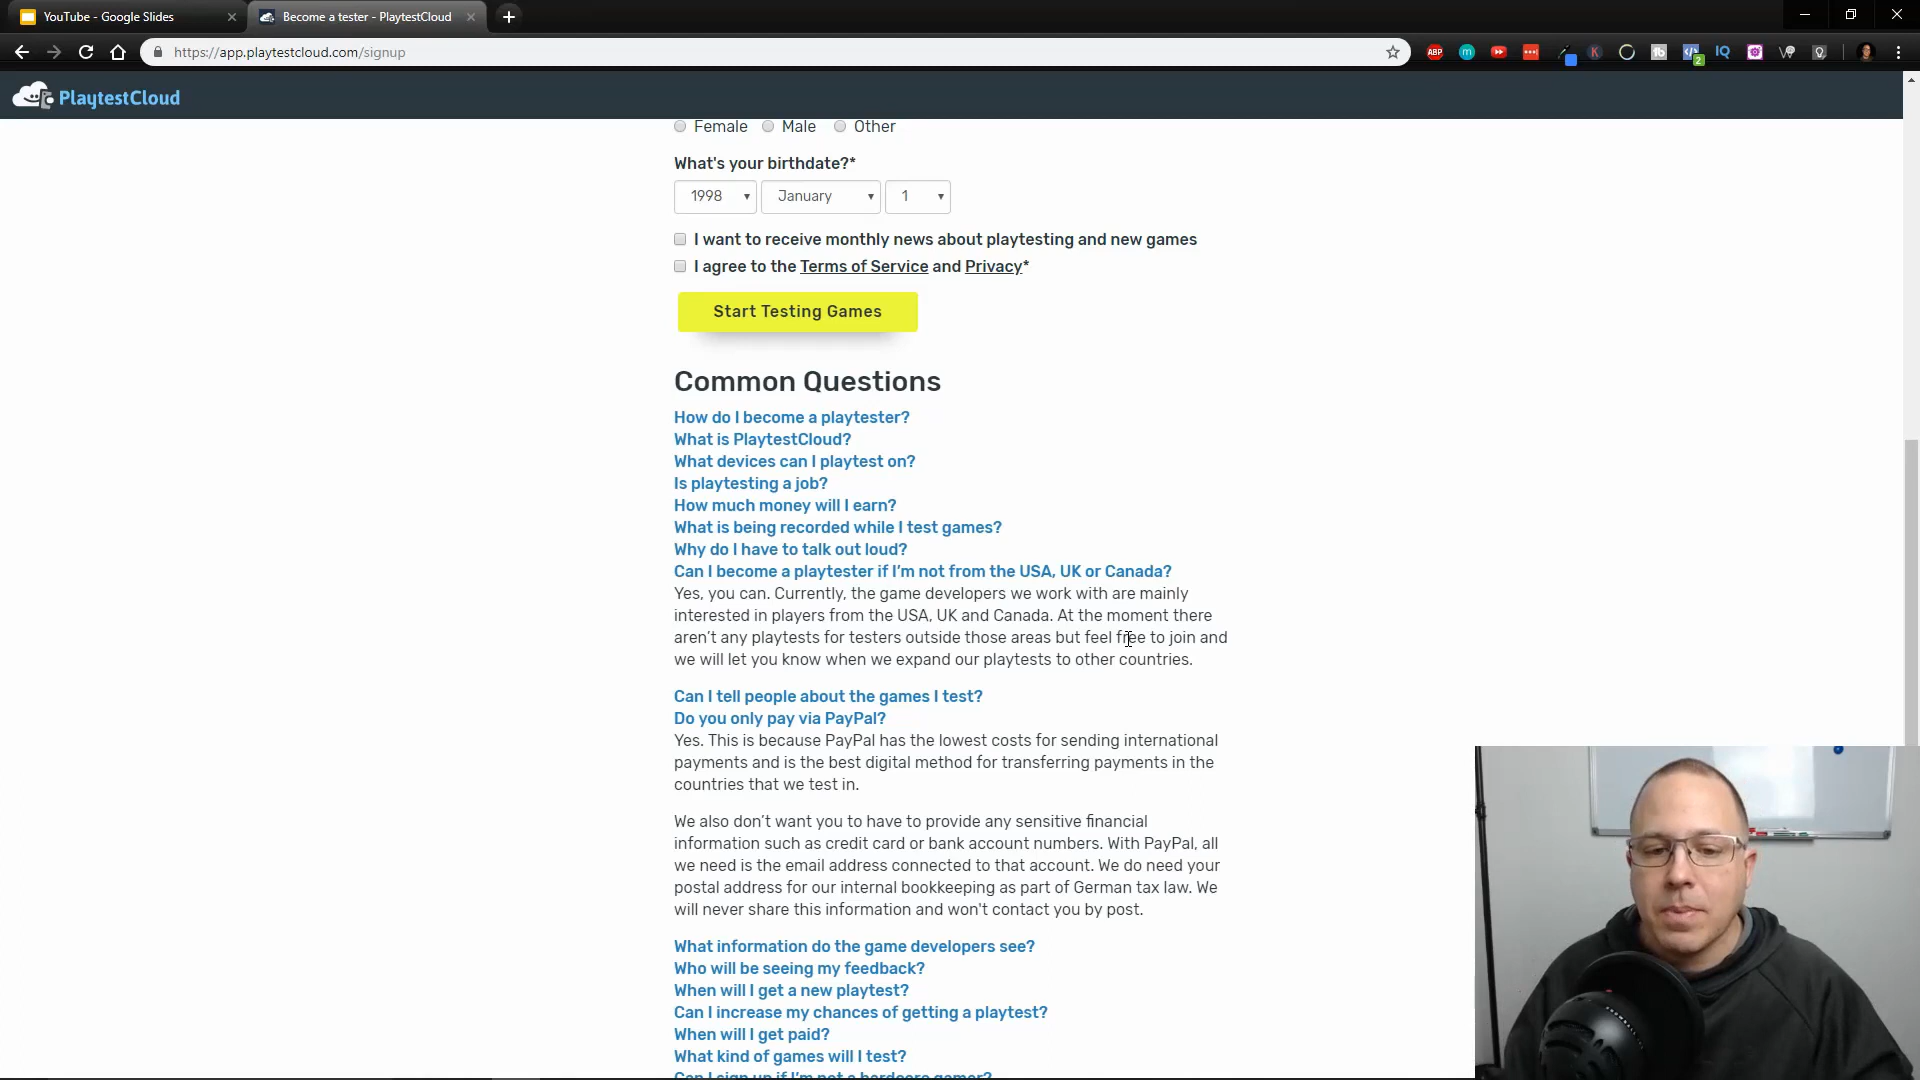 YouTube - Google Slides
Become a tester - PlaytestCloud
https://app.playtestcloud.com/signup
ABP
m
K
fb
2
IQ
PlaytestCloud
Female Male Other
What's your birthdate?*
1998 January 1
I want to receive monthly news about playtesting and new games
I agree to the Terms of Service and Privacy*
Start Testing Games
Common Questions
How do I become a playtester?
What is PlaytestCloud?
What devices can I playtest on?
Is playtesting a job?
How much money will I earn?
What is being recorded while I test games?
Why do I have to talk out loud?
Can I become a playtester if I’m not from the USA, UK or Canada?
Yes, you can. Currently, the game developers we work with are mainly
interested in players from the USA, UK and Canada. At the moment there
aren’t any playtests for testers outside those areas but feel free to join and
we will let you know when we expand our playtests to other countries.
Can I tell people about the games I test?
Do you only pay via PayPal?
Yes. This is because PayPal has the lowest costs for sending international
payments and is the best digital method for transferring payments in the
countries that we test in.
We also don’t want you to have to provide any sensitive financial
information such as credit card or bank account numbers. With PayPal, all
we need is the email address connected to that account. We do need your
postal address for our internal bookkeeping as part of German tax law. We
will never share this information and won't contact you by post.
What information do the game developers see?
Who will be seeing my feedback?
When will I get a new playtest?
Can I increase my chances of getting a playtest?
When will I get paid?
What kind of games will I test?
Can I sign up if I’m not a hardcore gamer?